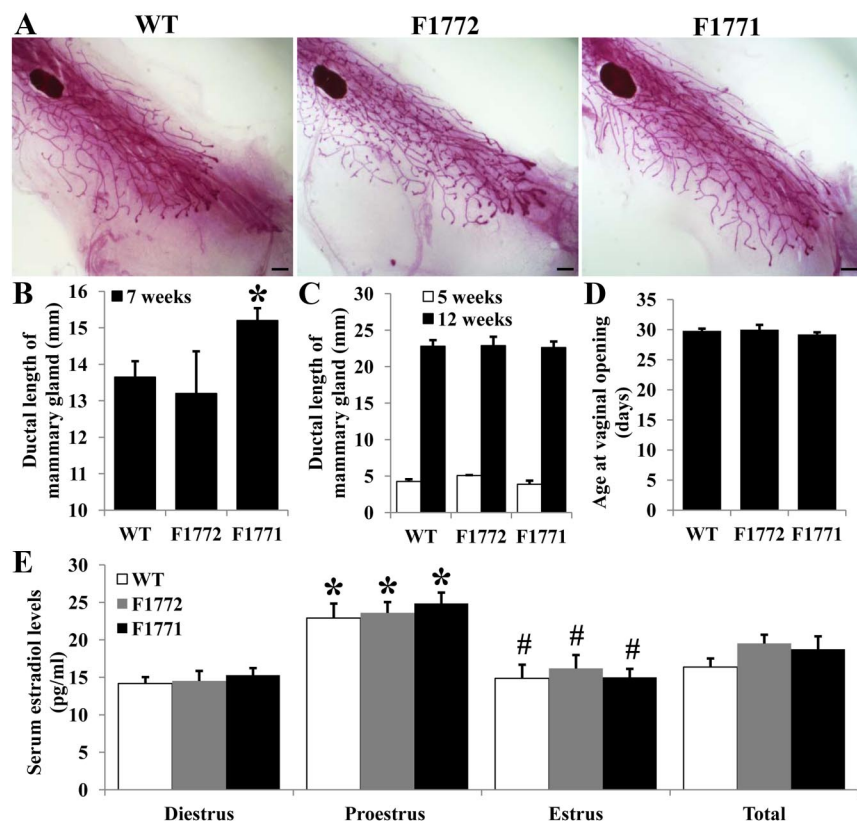 A
WT
F1772
F1771
B
16
15
14
13
12
11
10
Ductal length of
mammary gland (mm)
7 weeks
*
WT
F1772
F1771
C
30
25
20
15
10
5
0
Ductal length of
mammary gland (mm)
5 weeks
12 weeks
WT
F1772
F1771
D
35
30
25
20
15
10
5
0
Age at vaginal opening
(days)
WT
F1772
F1771
E
30
25
20
15
10
5
0
Serum estradiol levels
(pg/ml)
WT
F1772
F1771
* * *
# # #
Diestrus
Proestrus
Estrus
Total